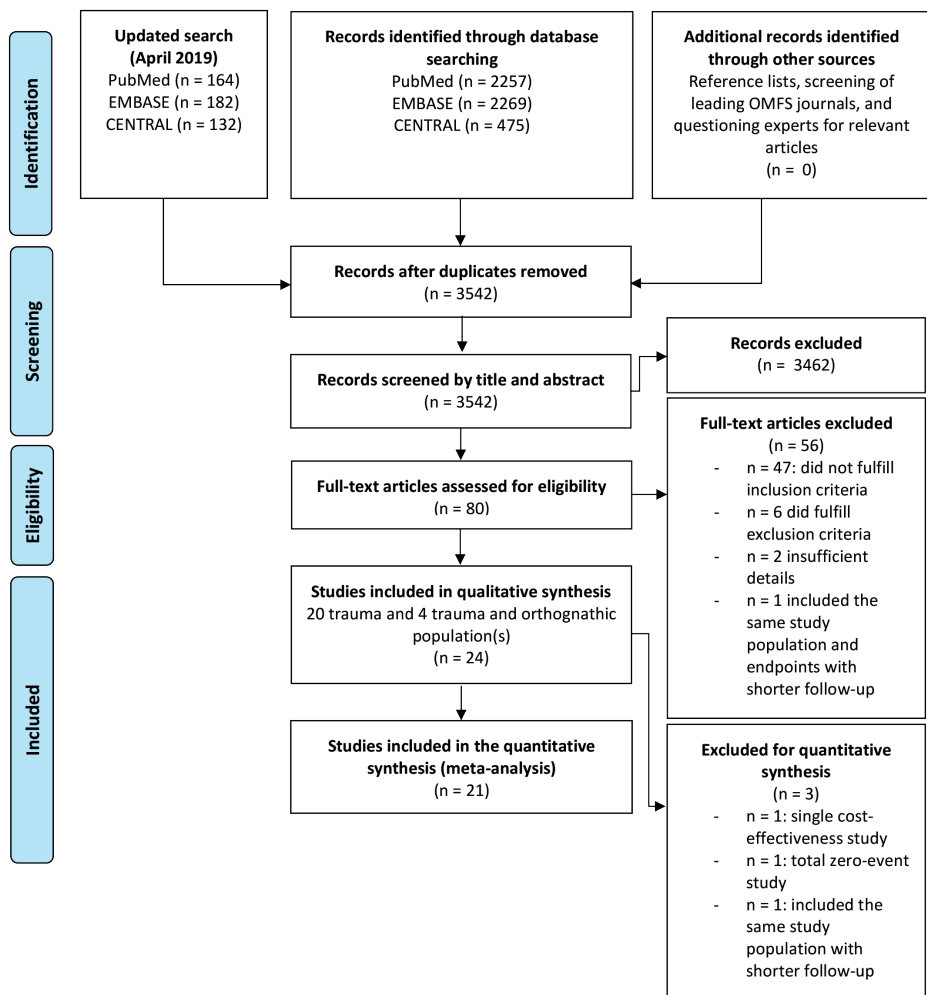 Identification
Updated search
(April 2019)
PubMed (n = 164)
EMBASE (n = 182)
CENTRAL (n = 132)
Records identified through database
searching
PubMed (n = 2257)
EMBASE (n = 2269)
CENTRAL (n = 475)
Additional records identified
through other sources
Reference lists, screening of
leading OMFS journals, and
questioning experts for relevant
articles
(n = 0)
Screening
Records after duplicates removed
(n = 3542)
Records screened by title and abstract
(n = 3542)
Records excluded
(n = 3462)
Eligibility
Full-text articles assessed for eligibility
(n = 80)
Full-text articles excluded
(n = 56)
- n = 47: did not fulfill
inclusion criteria
- n = 6 did fulfill
exclusion criteria
- n = 2 insufficient
details
- n = 1 included the
same study
population and
endpoints with
shorter follow-up
Included
Studies included in qualitative synthesis
20 trauma and 4 trauma and orthognathic
population(s)
(n = 24)
Studies included in the quantitative
synthesis (meta-analysis)
(n = 21)
Excluded for quantitative
synthesis
(n = 3)
- n = 1: single cost-
effectiveness study
- n = 1: total zero-event
study
- n = 1: included the
same study
population with
shorter follow-up